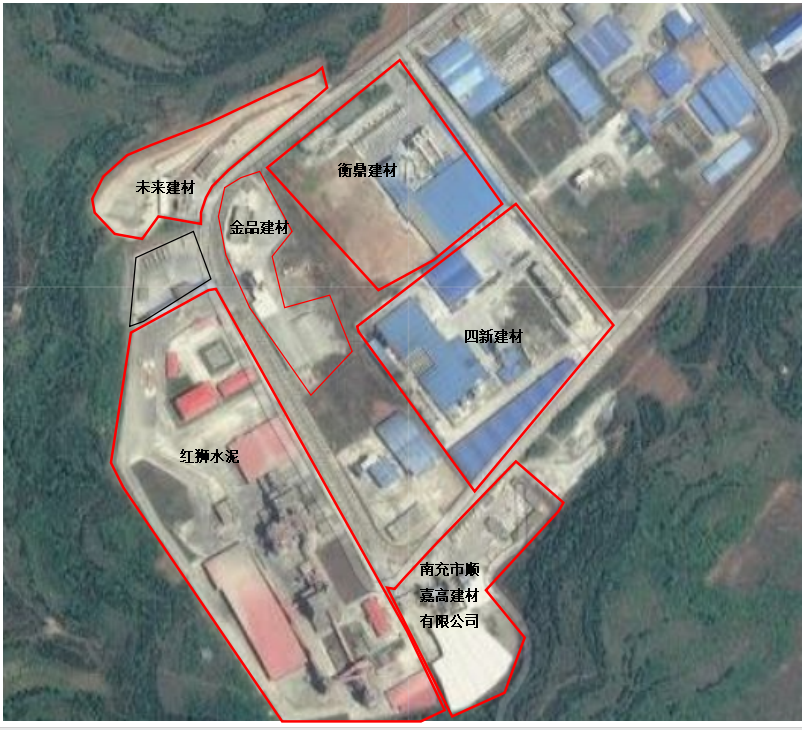 衡鼎建材
未来建材
金品建材
四新建材
红狮水泥
南充市顺
嘉高建材
有限公司